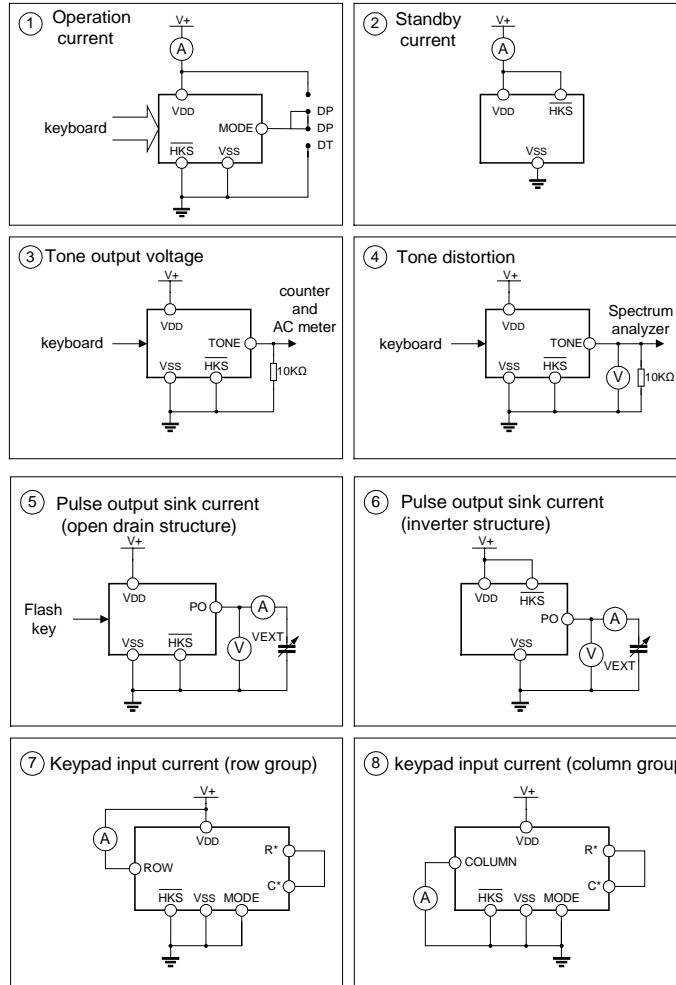 1 Operation
current
V+
A
VDD
keyboard
MODE
DP
DP
DT
HKS VSS
2 Standby
current
V+
A
VDD HKS
VSS
3 Tone output voltage
V+
VDD
counter
and
AC meter
keyboard
TONE
VSS HKS
10KΩ
4 Tone distortion
V+
VDD
Spectrum
analyzer
keyboard
TONE
VSS HKS
V
10KΩ
5 Pulse output sink current
(open drain structure)
V+
VDD
Flash
key
PO
A
VSS HKS
V
VEXT
6 Pulse output sink current
(inverter structure)
V+
VDD HKS
PO
A
VSS
V
VEXT
7 Keypad input current (row group)
V+
A
VDD
ROW
R*
C*
HKS VSS MODE
8 keypad input current (column group
V+
VDD
COLUMN
R*
A
C*
HKS VSS MODE